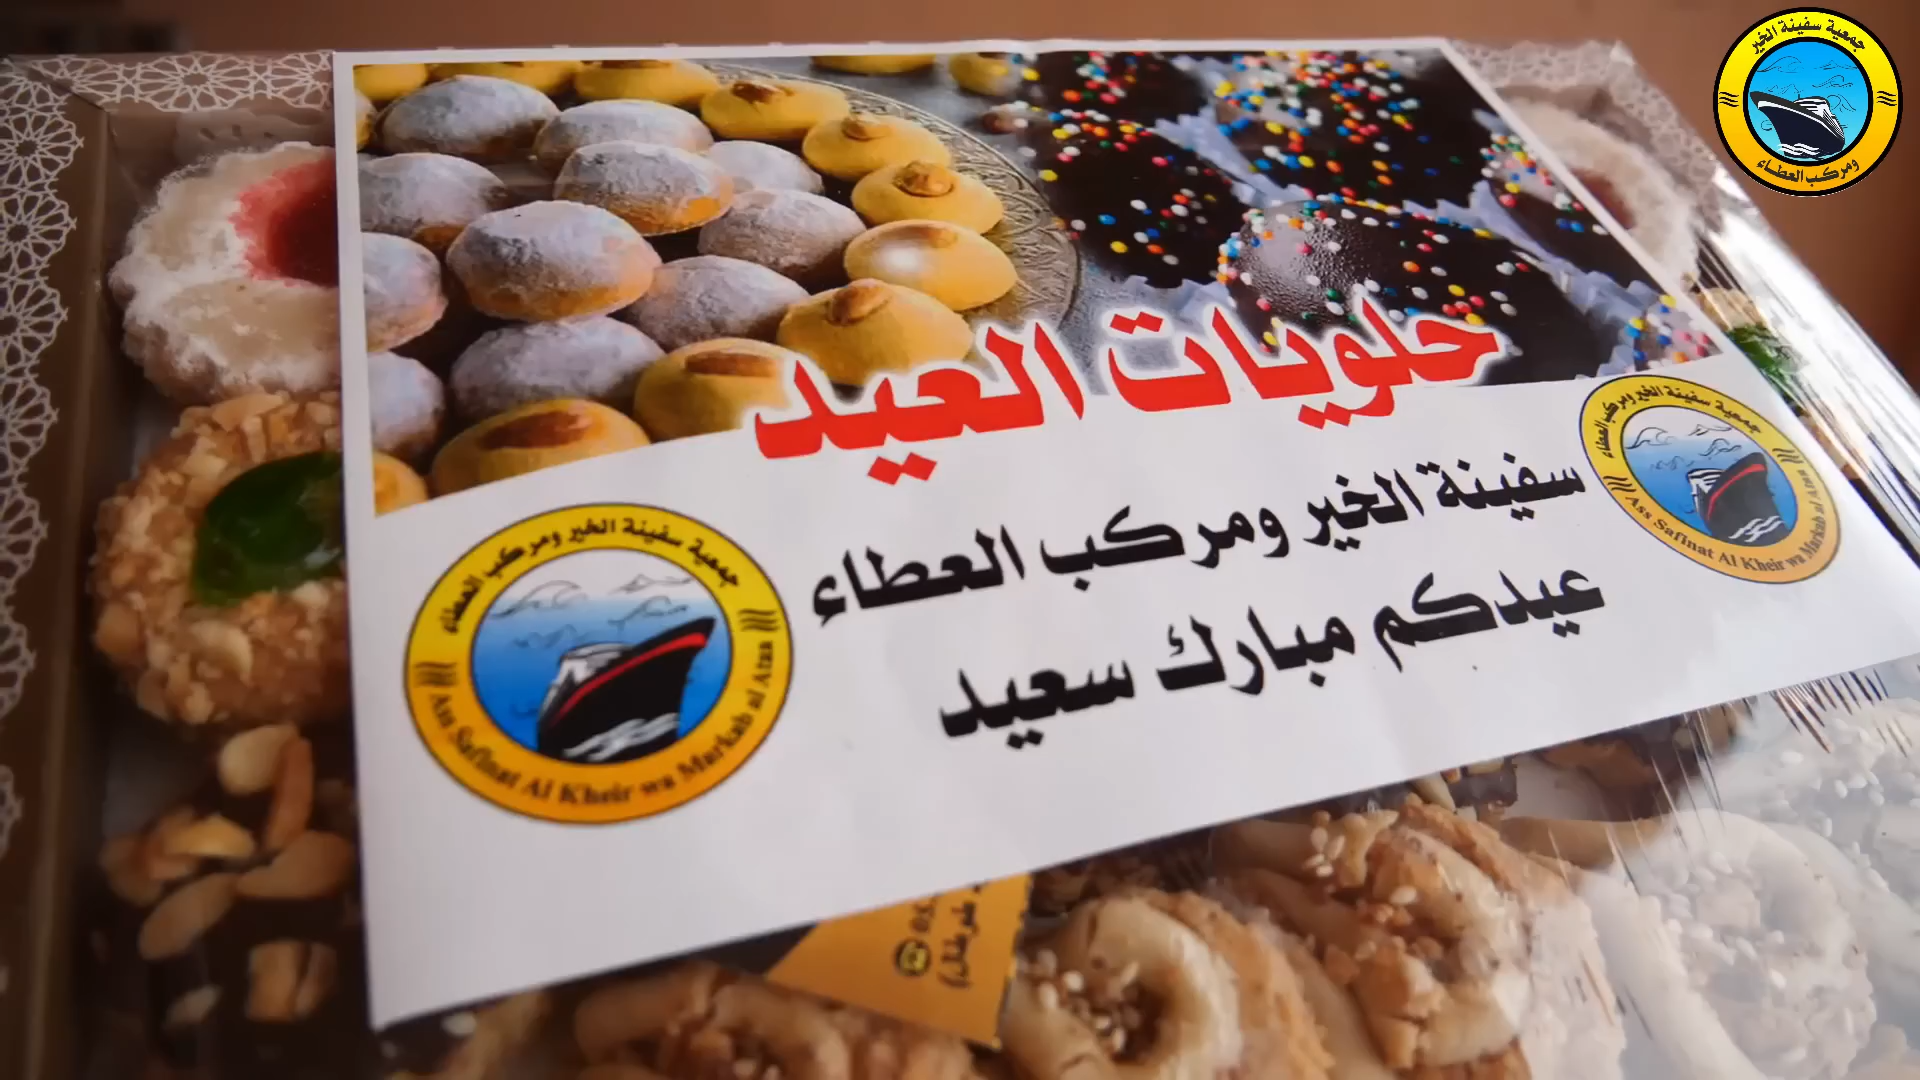 جمعية سفينة الخير
ومركب العطاء
حلويات العيد
سفينة الخير ومركب العطاء
عيدكم مبارك سعيد
جمعية سفينة الخير ومركب العطاء
Ass Safinat Al Kheir wa Markab al Ataa
جمعية سفينة الخير ومركب العطاء
Ass Safinat Al Kheir wa Markab al Ataa